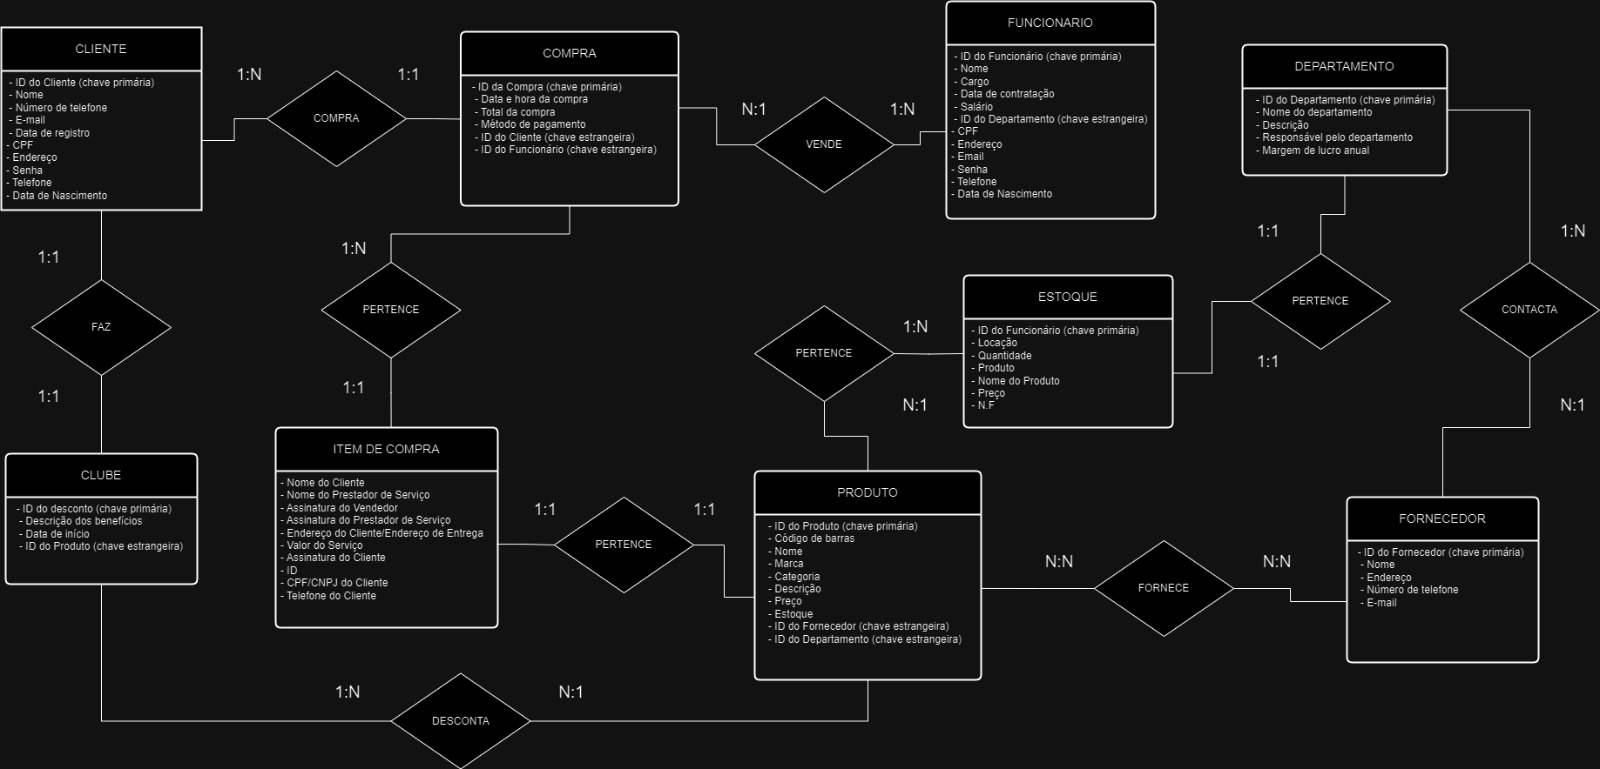 CLIENTE
- ID do Cliente (chave primária)
- Nome
- Número de telefone
- E-mail
- Data de registro
- CPF
- Endereço
- Senha
- Telefone
- Data de Nascimento
1:N
COMPRA
1:1
COMPRA
- ID da Compra (chave primária)
- Data e hora da compra
- Total da compra
- Método de pagamento
- ID do Cliente (chave estrangeira)
- ID do Funcionário (chave estrangeira)
N:1
VENDE
1:N
FUNCIONARIO
- ID do Funcionário (chave primária)
- Nome
- Cargo
- Data de contratação
- Salário
- ID do Departamento (chave estrangeira)
- CPF
- Endereço
- Email
- Senha
- Telefone
- Data de Nascimento
DEPARTAMENTO
- ID do Departamento (chave primária)
- Nome do departamento
- Descrição
- Responsável pelo departamento
- Margem de lucro anual
1:1
FAZ
1:1
1:N
PERTENCE
1:1
PERTENCE
1:N
N:1
ESTOQUE
- ID do Funcionário (chave primária)
- Locação
- Quantidade
- Produto
- Nome do Produto
- Preço
- N.F
1:1
PERTENCE
1:1
1:N
CONTACTA
N:1
CLUBE
- ID do desconto (chave primária)
- Descrição dos benefícios
- Data de início
- ID do Produto (chave estrangeira)
ITEM DE COMPRA
- Nome do Cliente
- Nome do Prestador de Serviço
- Assinatura do Vendedor
- Assinatura do Prestador de Serviço
- Endereço do Cliente/Endereço de Entrega
- Valor do Serviço
- Assinatura do Cliente
- ID
- CPF/CNPJ do Cliente
- Telefone do Cliente
1:1
PERTENCE
1:1
PRODUTO
- ID do Produto (chave primária)
- Código de barras
- Nome
- Marca
- Categoria
- Descrição
- Preço
- Estoque
- ID do Fornecedor (chave estrangeira)
- ID do Departamento (chave estrangeira)
N:N
FORNECE
N:N
FORNECEDOR
- ID do Fornecedor (chave primária)
- Nome
- Endereço
- Número de telefone
- E-mail
1:N
DESCONTA
N:1